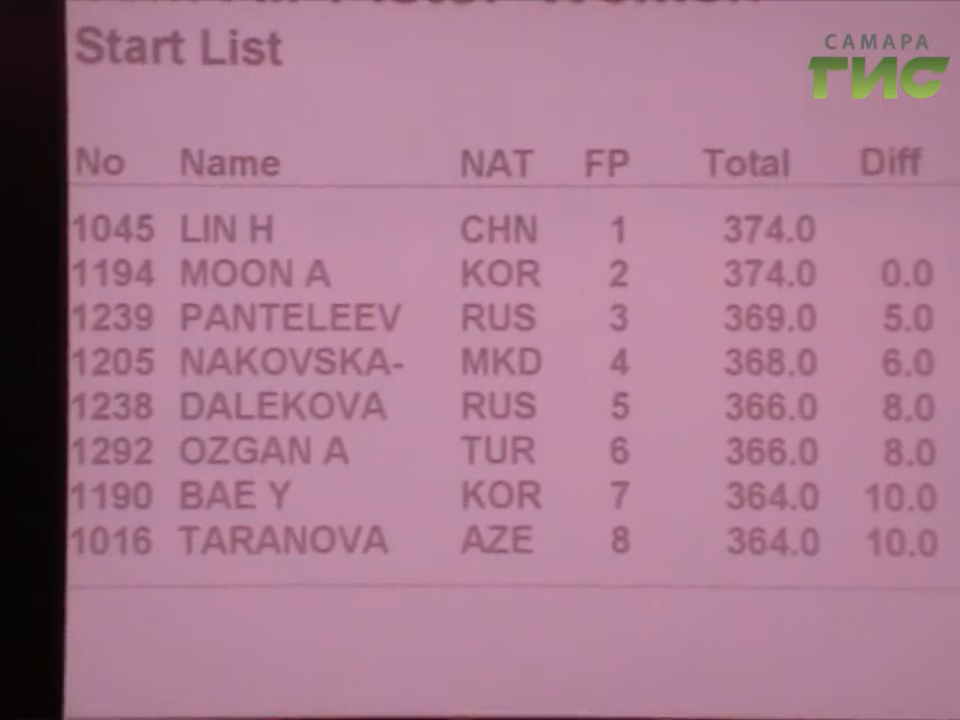 Start List
САМАРА
ГИС
No Name NAT FP Total Diff
1045 LIN H CHN 1 374.0
1194 MOON A KOR 2 374.0 0.0
1239 PANTELEEV RUS 3 369.0 5.0
1205 NAKOVSKA- MKD 4 368.0 6.0
1238 DALEKOVA RUS 5 366.0 8.0
1292 OZGAN A TUR 6 366.0 8.0
1190 BAE Y KOR 7 364.0 10.0
1016 TARANOVA AZE 8 364.0 10.0